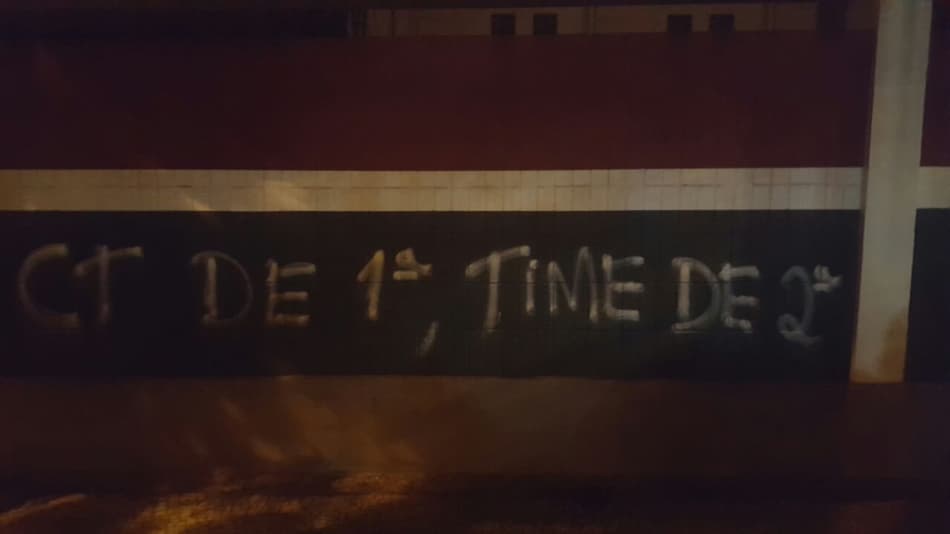 CT DE 1ª, TiME DE 2ª